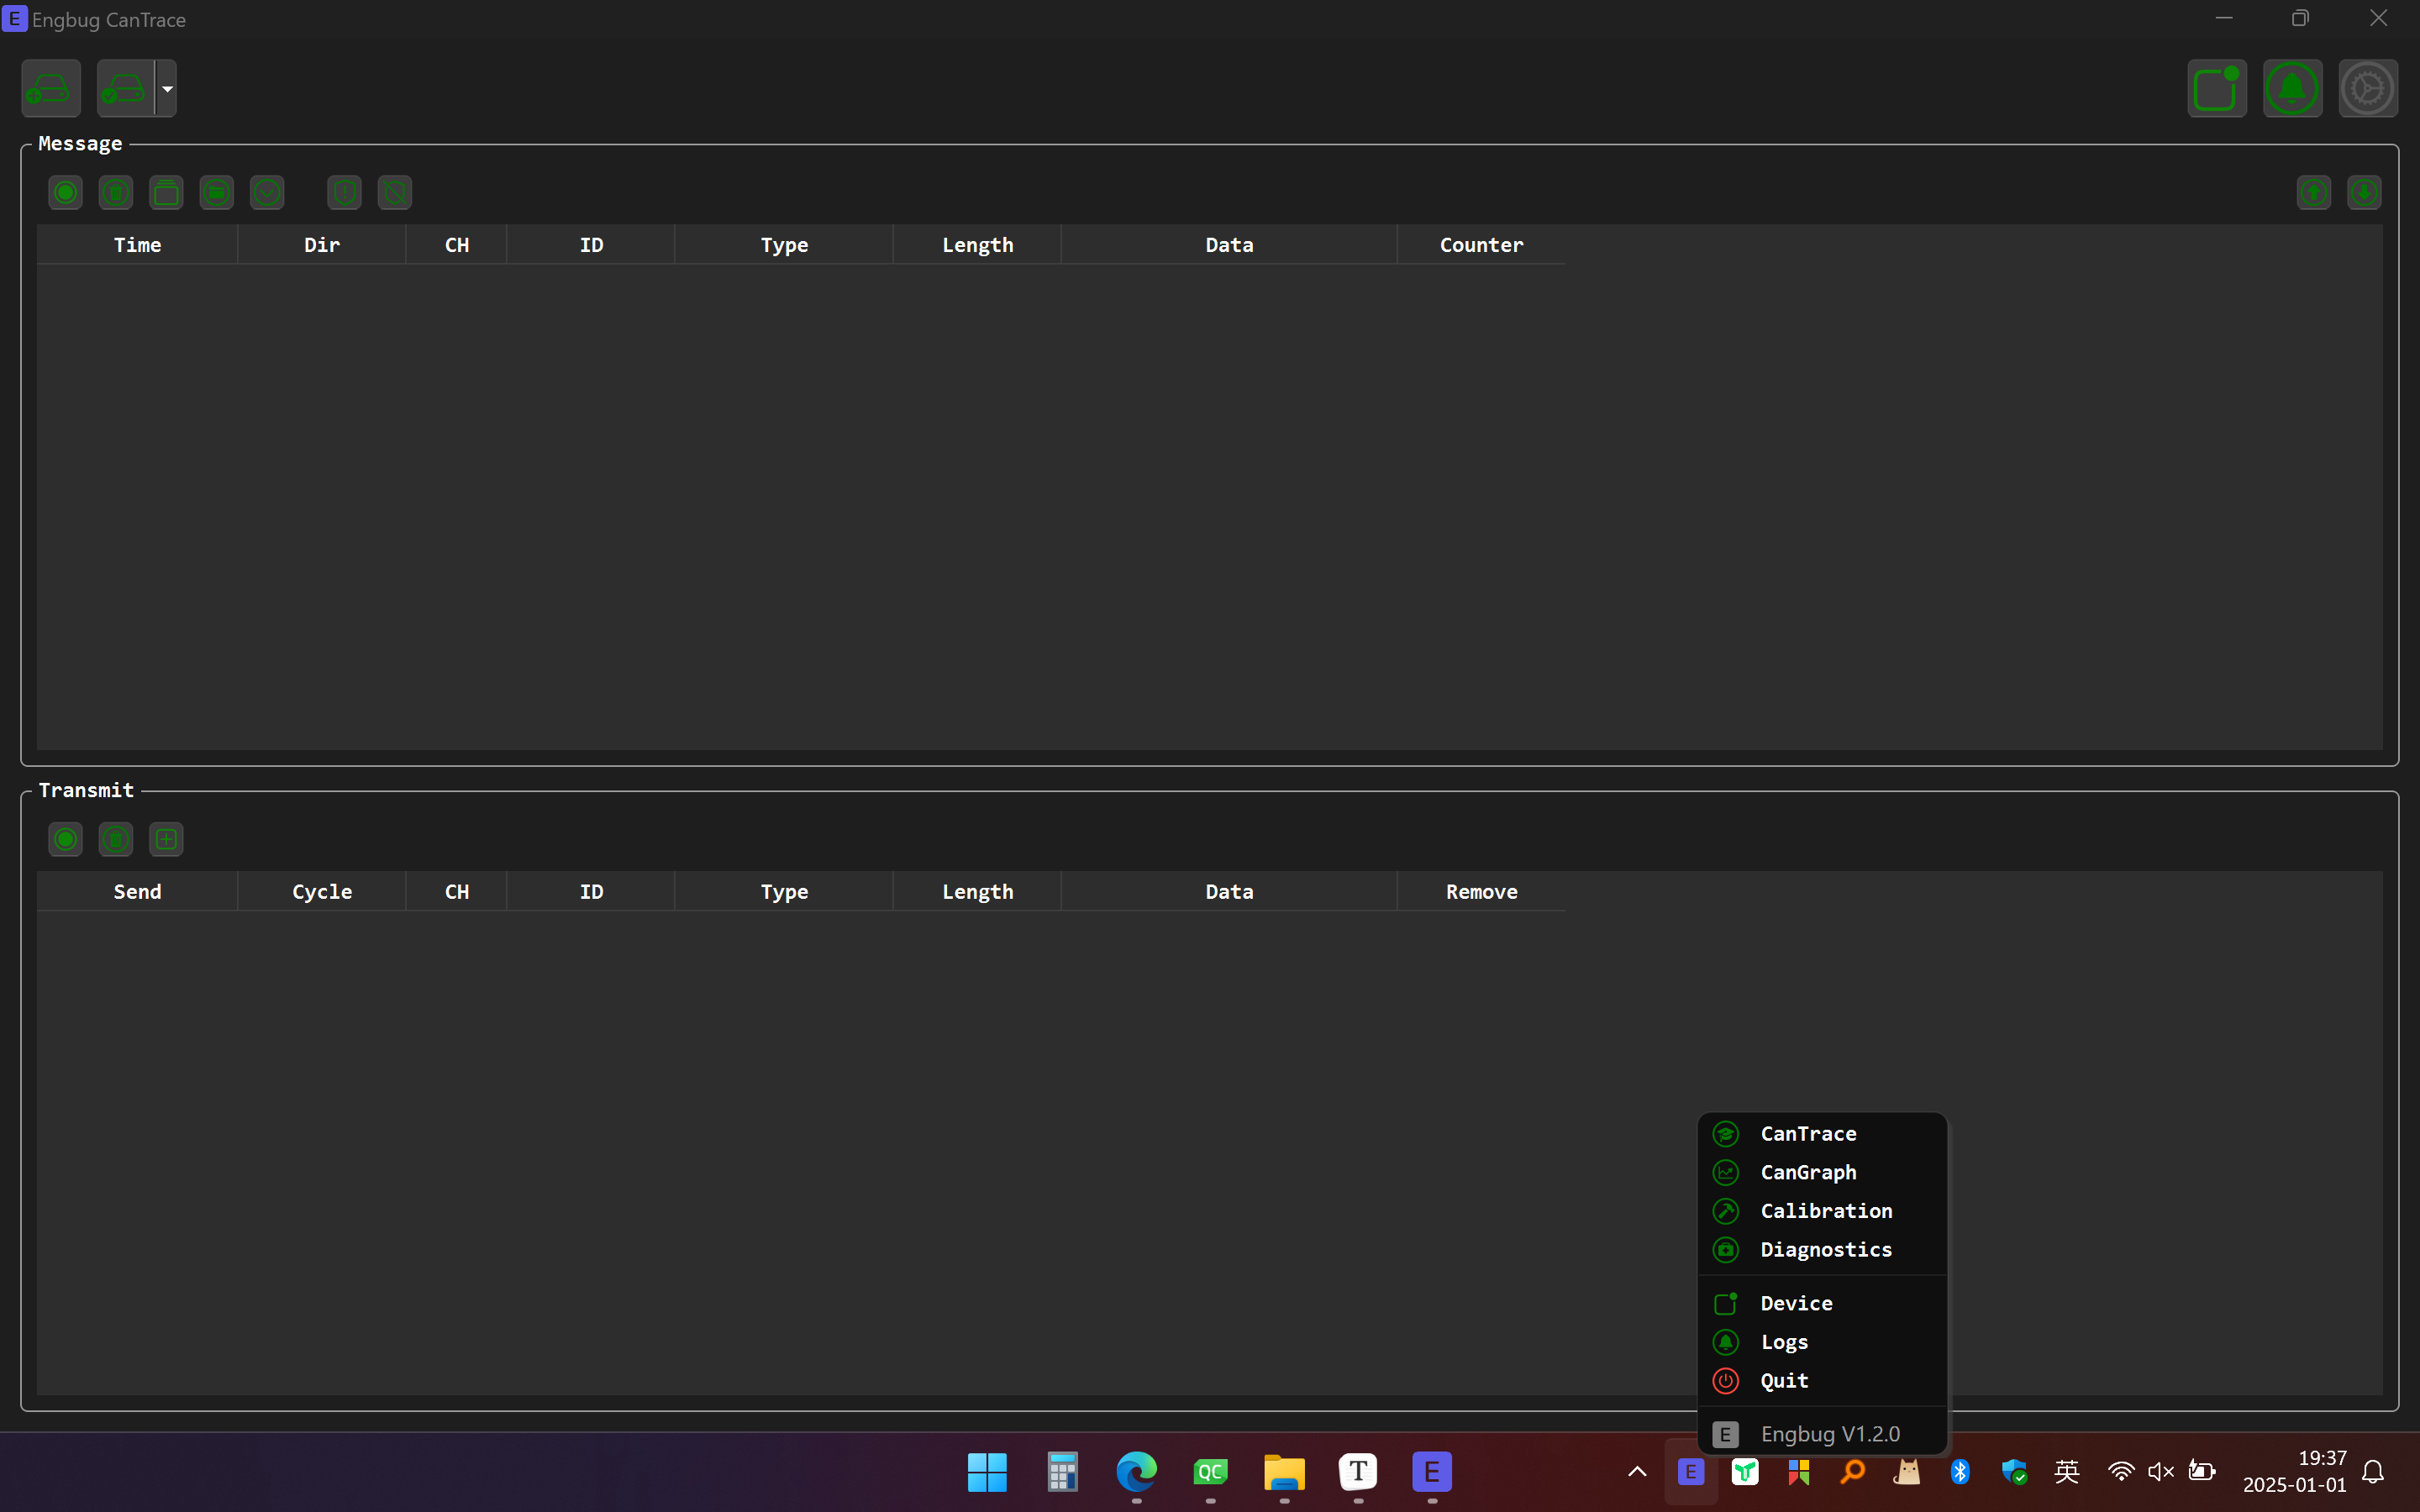 E Engbug CanTrace
Message
Time Dir CH ID Type Length Data Counter
Transmit
Send Cycle CH ID Type Length Data Remove
CanTrace
CanGraph
Calibration
Diagnostics
Device
Logs
Quit
E Engbug V1.2.0
QC T E E 英 19:37
2025-01-01